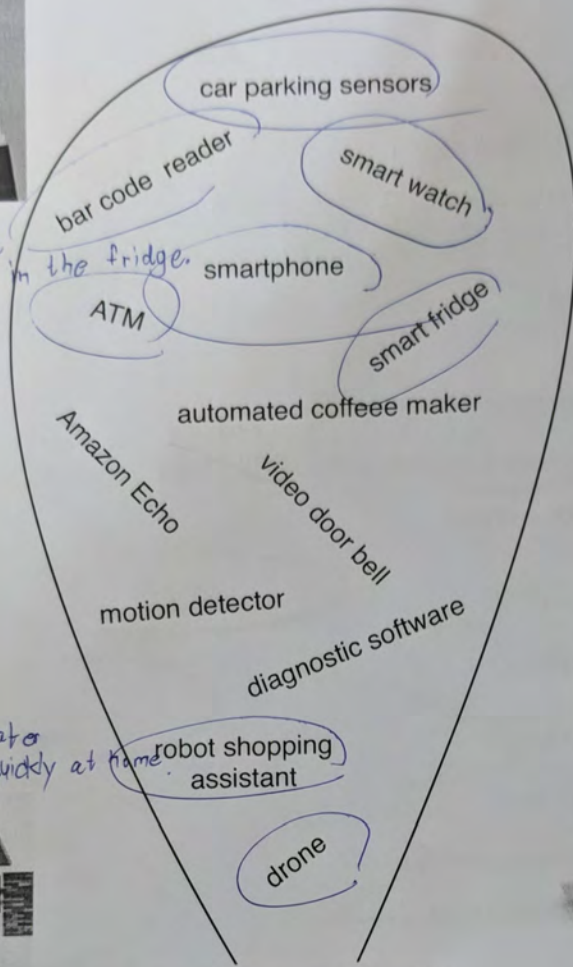 car parking sensors
bar code reader
smart watch
in the fridge.
smartphone
ATM
smart fridge
automated coffeee maker
Amazon Echo
video door bell
motion detector
diagnostic software
quickly at home.
robot shopping
assistant
drone